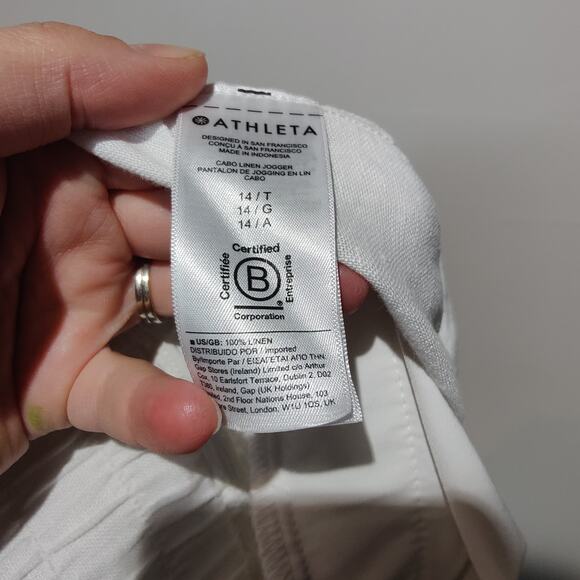 ATHLETA
DESIGNED IN SAN FRANCISCO
CONÇU À SAN FRANCISCO
MADE IN INDONESIA
CABO LINEN JOGGER
PANTALON DE JOGGING EN LIN
CABO
14 / T
14 / G
14 / A
Certified
Certifiée
B
Entreprise
®
Corporation
US/GB: 100% LINEN
DISTRIBUIDO POR / Imported
By/Importe Par / ΕΙΣΑΓΕΤΑΙ ΑΠΟ ΤΗΝ
Gap Stores (Ireland) Limited c/o Arthur
Cox, 10 Earlsfort Terrace, Dublin 2, D02
T380, Ireland, Gap (UK Holdings)
2nd Floor Nations House, 103
Street, London, W1U 1QS, UK